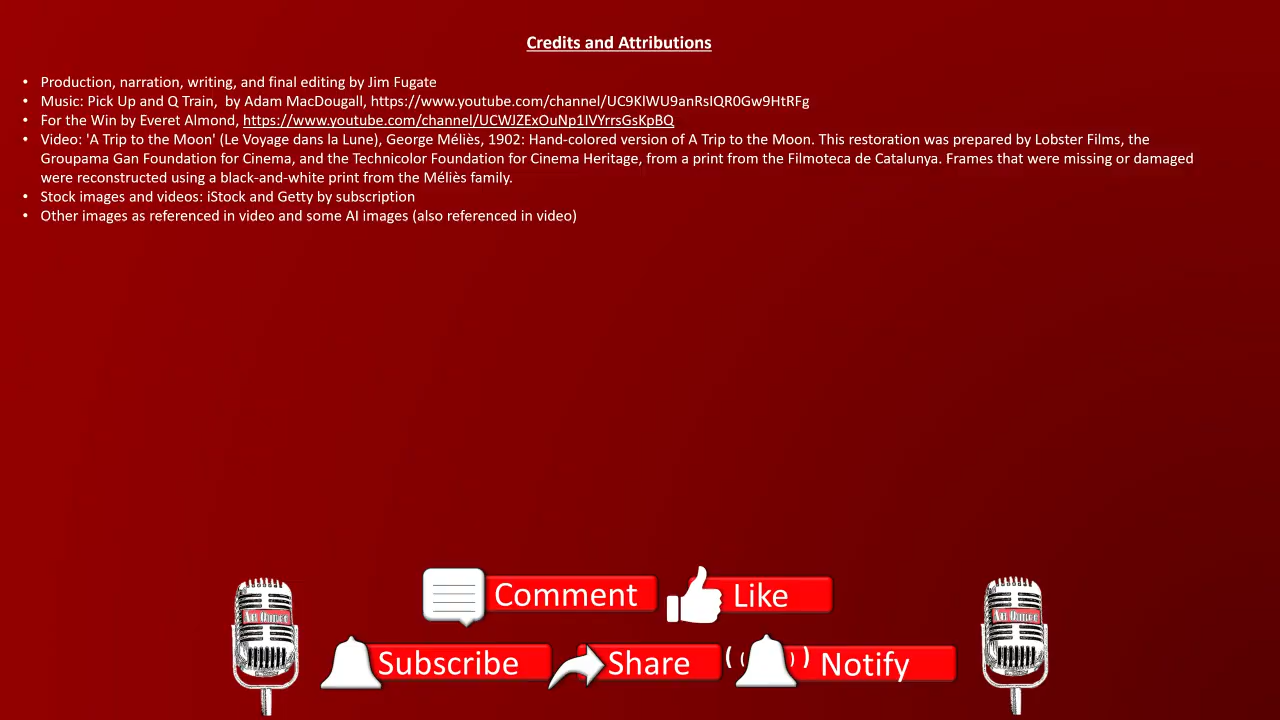 Credits and Attributions
• Production, narration, writing, and final editing by Jim Fugate
• Music: Pick Up and Q Train,  by Adam MacDougall, https://www.youtube.com/channel/UC9KlWU9anRsIQR0Gw9HtRFg
• For the Win by Everet Almond, https://www.youtube.com/channel/UCWJZExOuNp1IVYrrsGsKpBQ
• Video: 'A Trip to the Moon' (Le Voyage dans la Lune), George Méliès, 1902: Hand-colored version of A Trip to the Moon. This restoration was prepared by Lobster Films, the
Groupama Gan Foundation for Cinema, and the Technicolor Foundation for Cinema Heritage, from a print from the Filmoteca de Catalunya. Frames that were missing or damaged
were reconstructed using a black-and-white print from the Méliès family.
• Stock images and videos: iStock and Getty by subscription
• Other images as referenced in video and some AI images (also referenced in video)
Comment
Like
Subscribe
Share
Notify